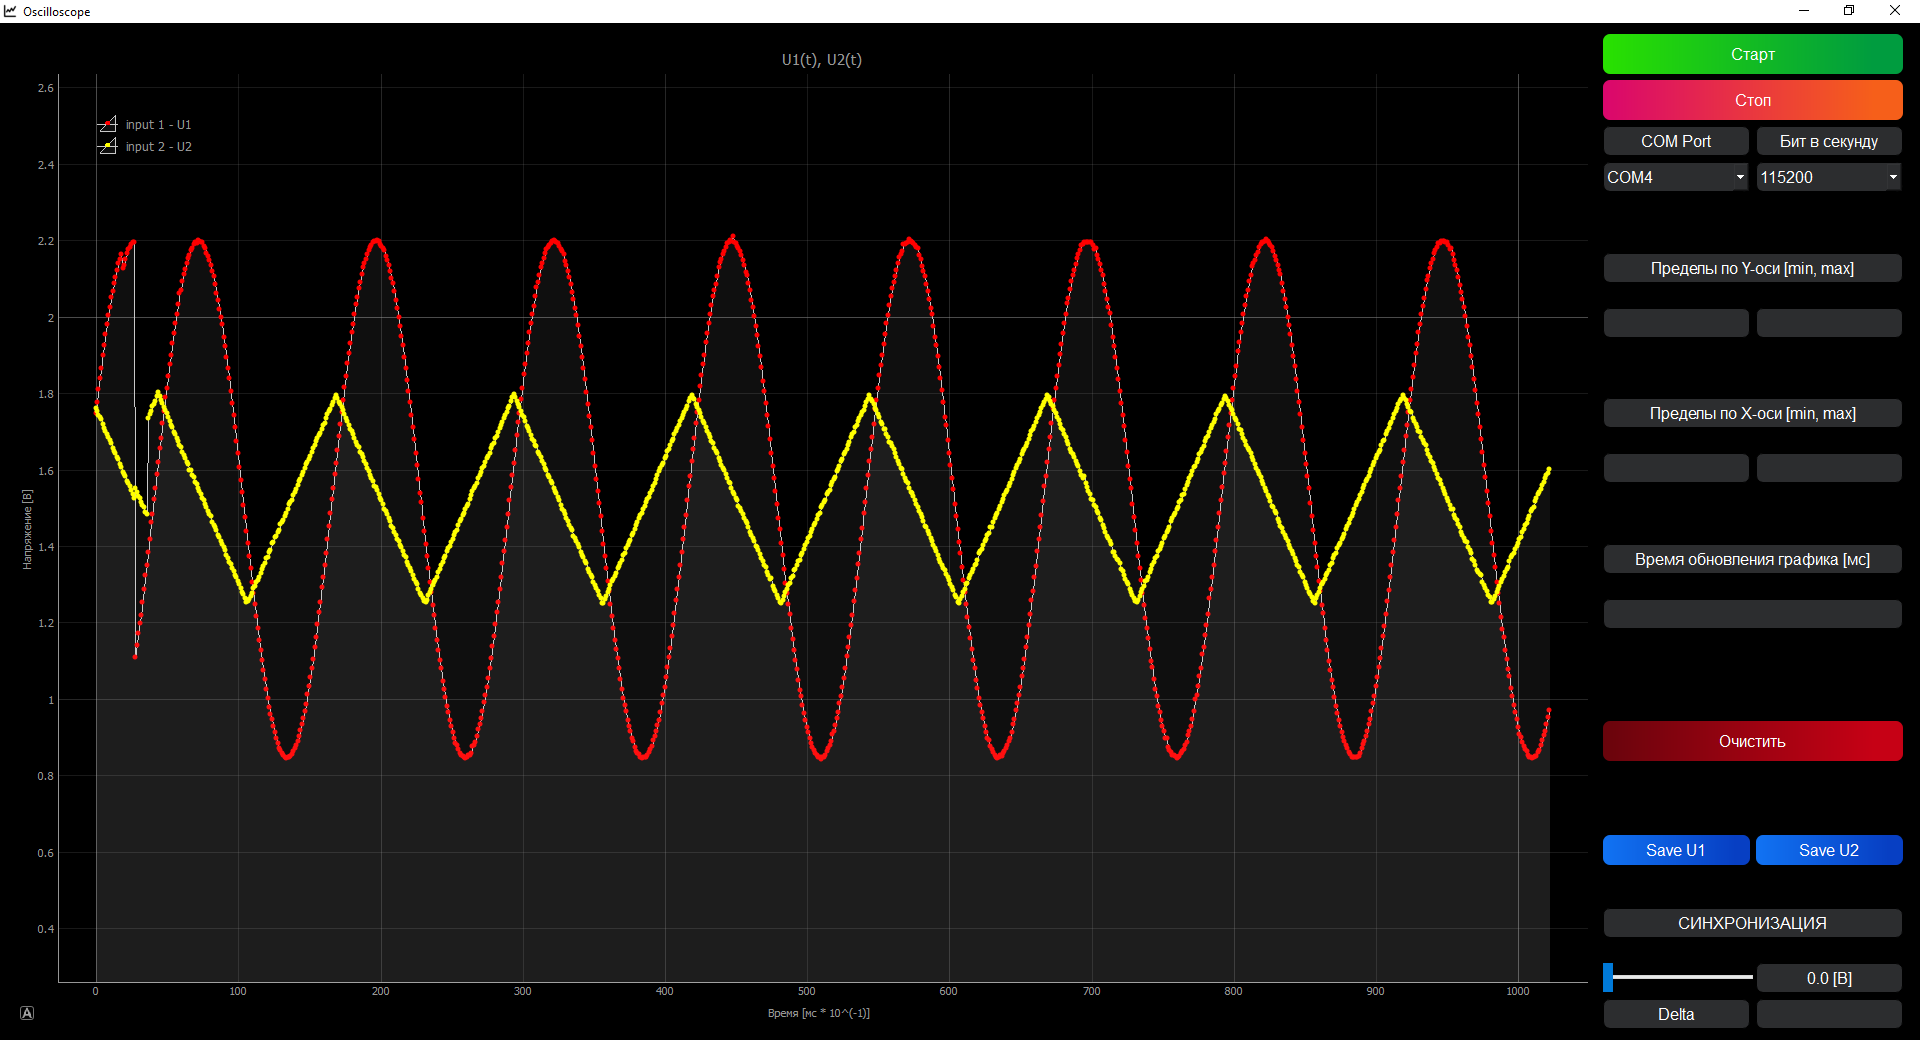 Oscilloscope
U1(t), U2(t)
input 1 - U1
input 2 - U2
2.6
2.4
2.2
2
1.8
1.6
1.4
1.2
1
0.8
0.6
0.4
Напряжение [В]
0 100 200 300 400 500 600 700 800 900 1000
Время [мс * 10^(-1)]
A
Старт
Стоп
COM Port Бит в секунду
COM4 115200
Пределы по Y-оси [min, max]
Пределы по X-оси [min, max]
Время обновления графика [мс]
Очистить
Save U1 Save U2
СИНХРОНИЗАЦИЯ
0.0 [В]
Delta